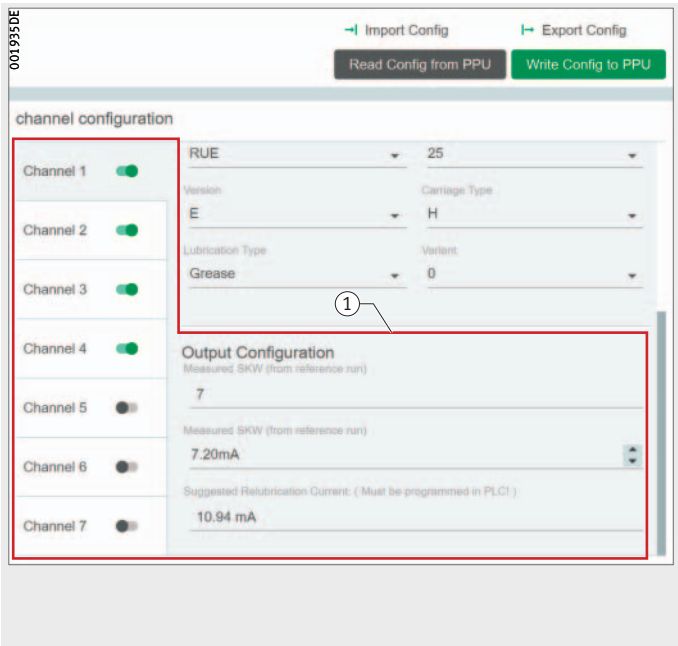 001935DE
Import Config
Export Config
Read Config from PPU
Write Config to PPU
channel configuration
Channel 1
Channel 2
Channel 3
Channel 4
Channel 5
Channel 6
Channel 7
RUE
25
Version
Carriage Type
E
H
Lubrication Type
Variant
Grease
0
1
Output Configuration
Measured SKW (from reference run)
7
Measured SKW (from reference run)
7.20mA
Suggested Relubrication Current: ( Must be programmed in PLC! )
10.94 mA